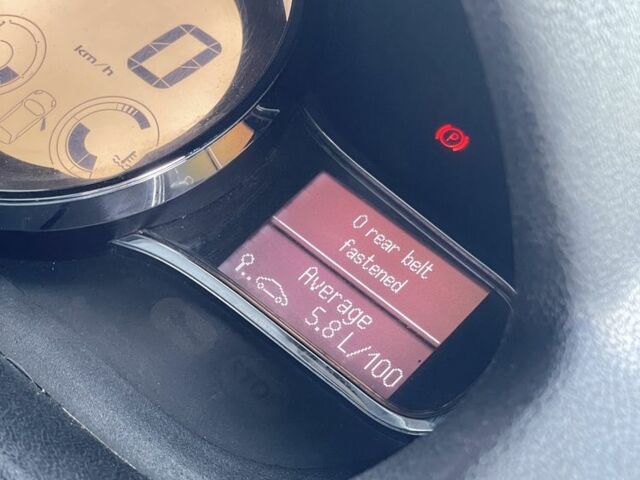 0
km/h
P
0 rear belt
fastened
Average
5.8 L/100